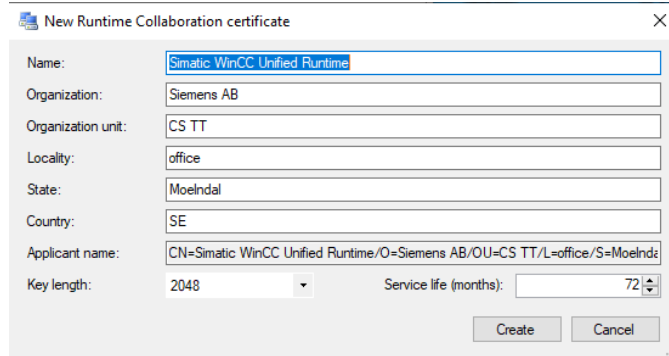 New Runtime Collaboration certificate
Name: Simatic WinCC Unified Runtime
Organization: Siemens AB
Organization unit: CS TT
Locality: office
State: Moelndal
Country: SE
Applicant name: CN=Simatic WinCC Unified Runtime/O=Siemens AB/OU=CS TT/L=office/S=Moelnda
Key length: 2048 Service life (months): 72
Create Cancel